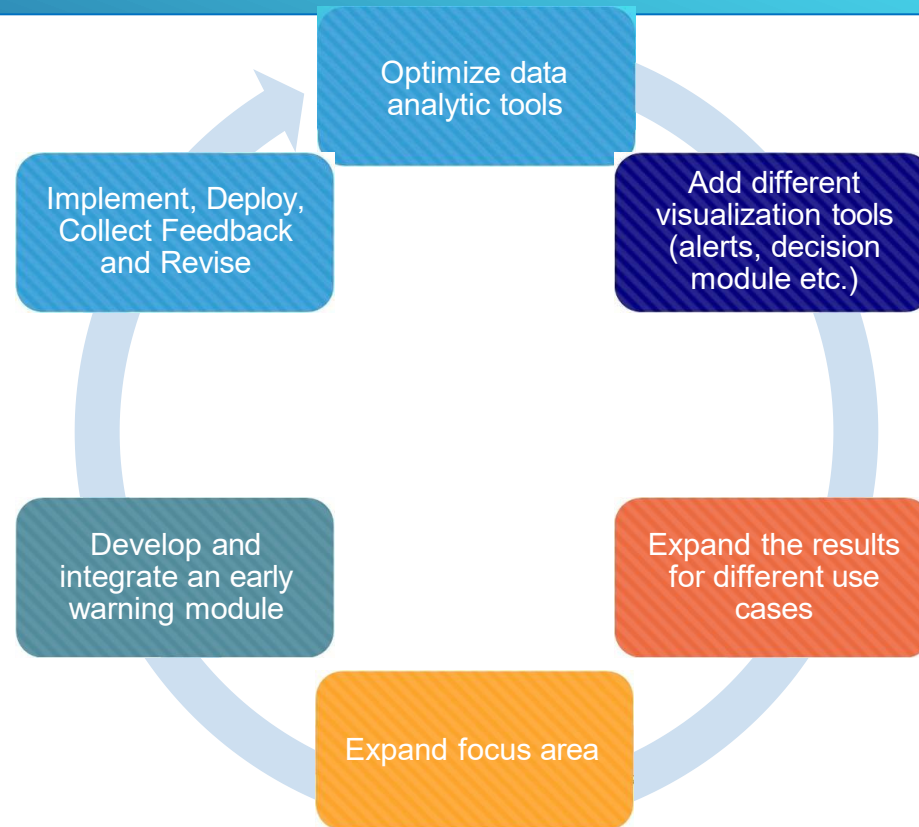 Optimize data
analytic tools
Add different
visualization tools
(alerts, decision
module etc.)
Expand the results
for different use
cases
Expand focus area
Develop and
integrate an early
warning module
Implement, Deploy,
Collect Feedback
and Revise